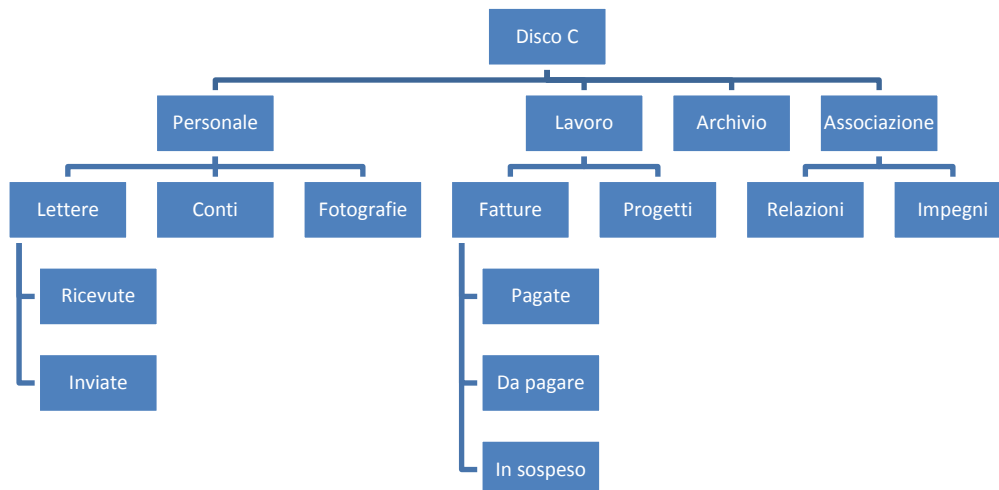 Disco C
Personale
Lavoro
Archivio
Associazione
Lettere
Conti
Fotografie
Fatture
Progetti
Relazioni
Impegni
Ricevute
Pagate
Inviate
Da pagare
In sospeso